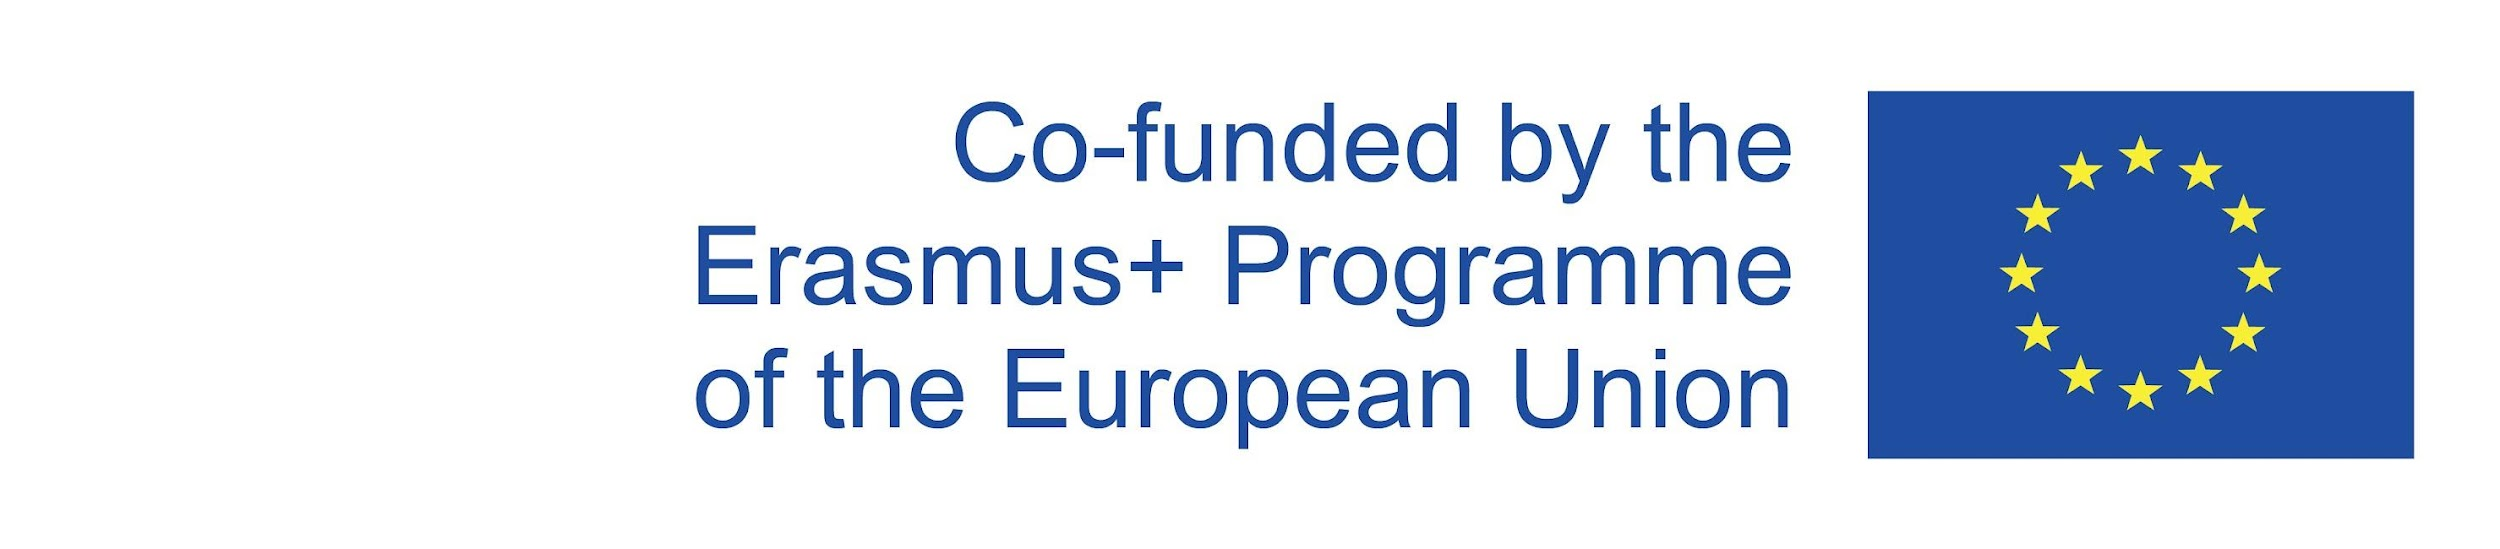 Co-funded by the
Erasmus+ Programme
of the European Union